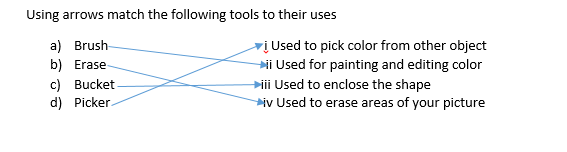 Using arrows match the following tools to their uses
a) Brush i Used to pick color from other object
b) Erase ii Used for painting and editing color
c) Bucket iii Used to enclose the shape
d) Picker iv Used to erase areas of your picture